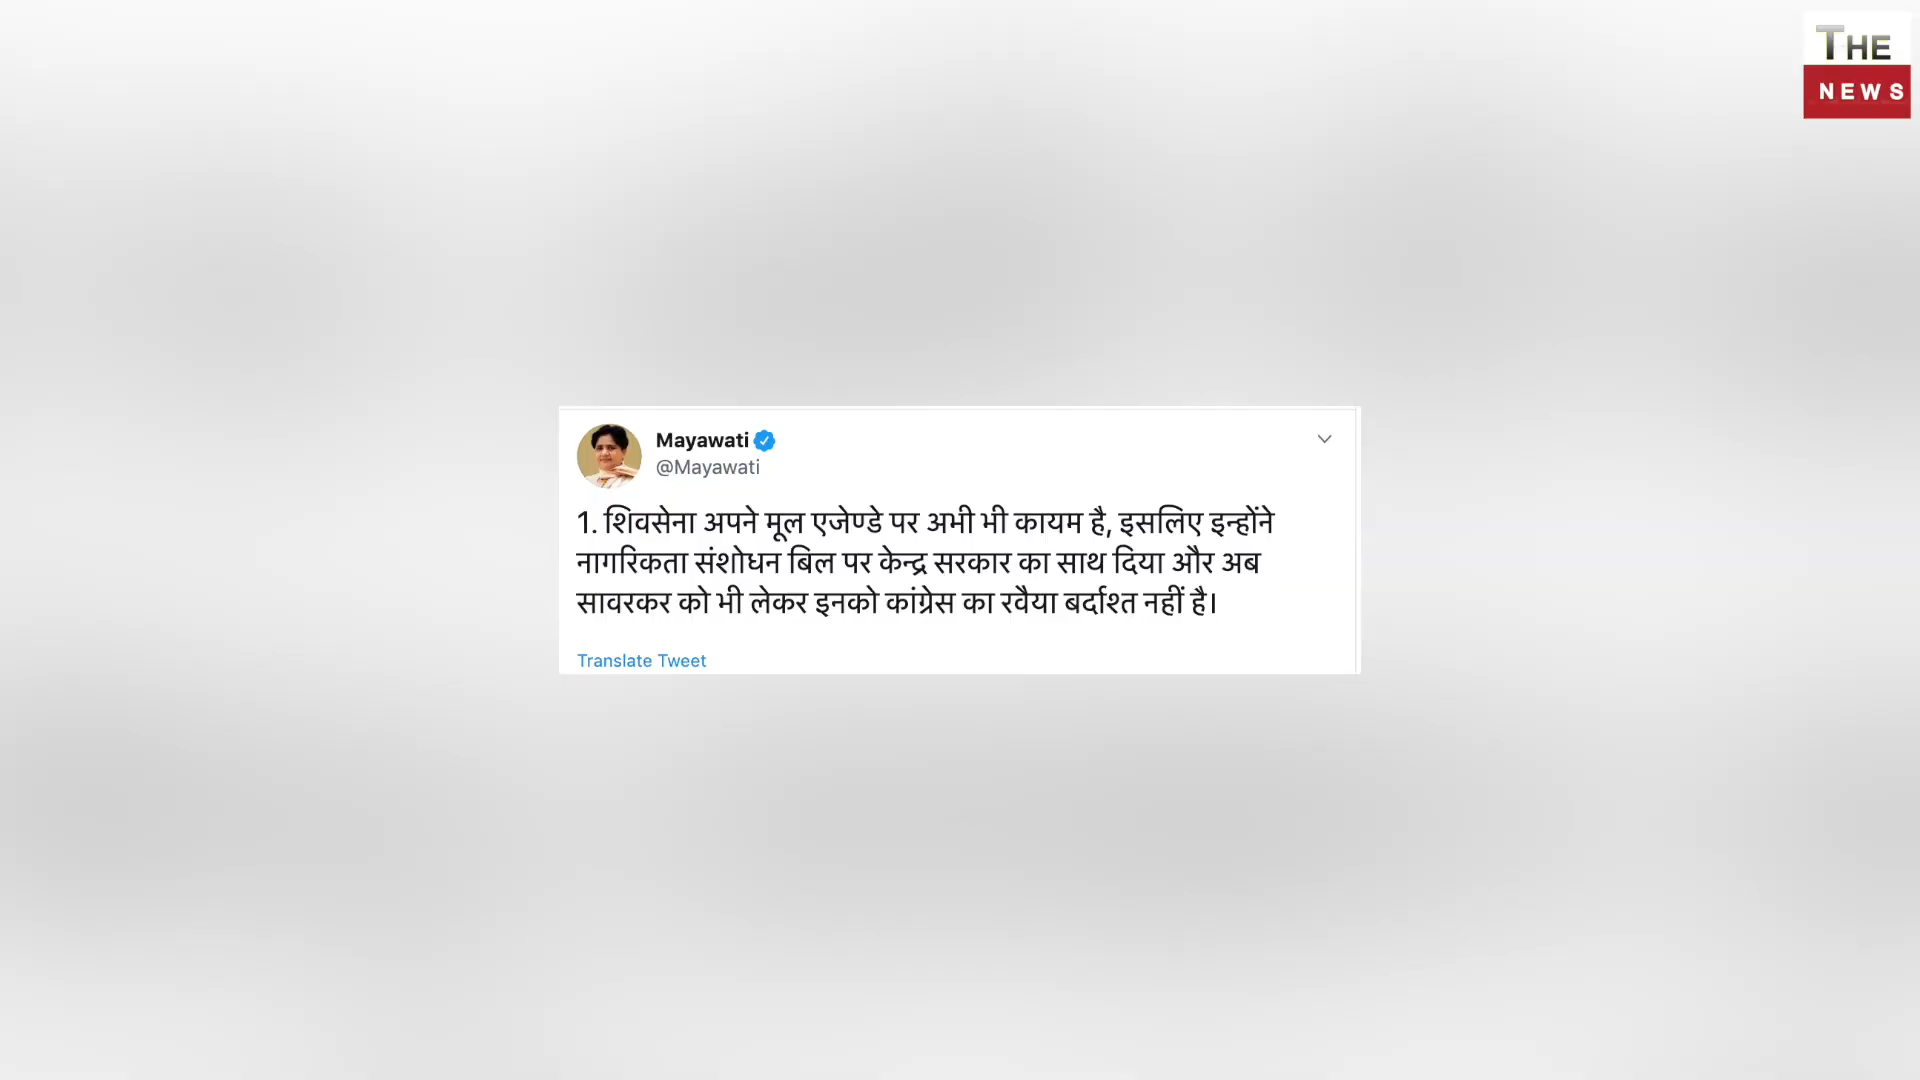 THE
NEWS
Mayawati
@Mayawati
1. शिवसेना अपने मूल एजेण्डे पर अभी भी कायम है, इसलिए इन्होंने
नागरिकता संशोधन बिल पर केन्द्र सरकार का साथ दिया और अब
सावरकर को भी लेकर इनको कांग्रेस का रवैया बर्दाश्त नहीं है।
Translate Tweet